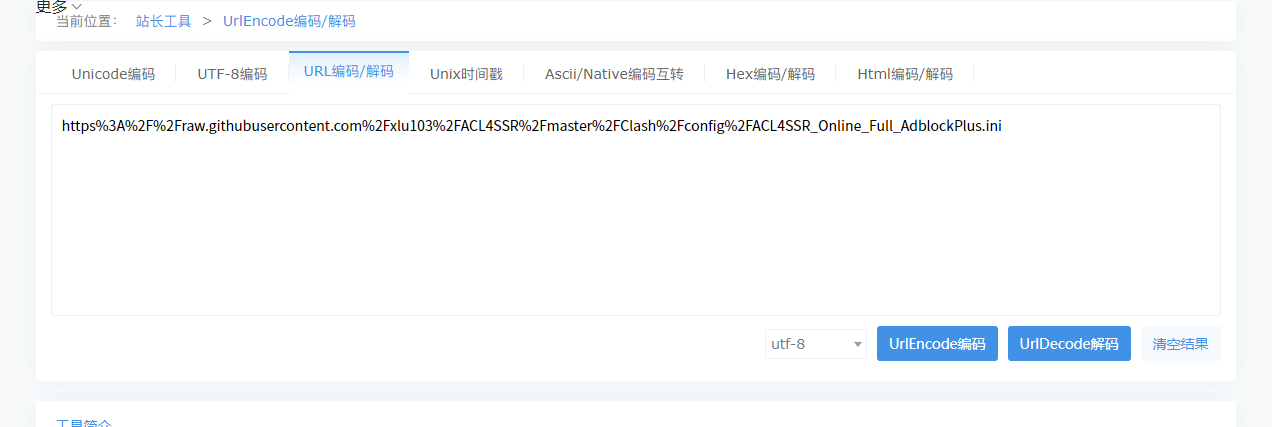 更多
当前位置： 站长工具 > UrlEncode编码/解码
Unicode编码 UTF-8编码 URL编码/解码 Unix时间戳 Ascii/Native编码互转 Hex编码/解码 Html编码/解码
https%3A%2F%2Fraw.githubusercontent.com%2Fxlu103%2FACL4SSR%2Fmaster%2FClash%2Fconfig%2FACL4SSR_Online_Full_AdblockPlus.ini
utf-8 UrlEncode编码 UrlDecode解码 清空结果
工具简介